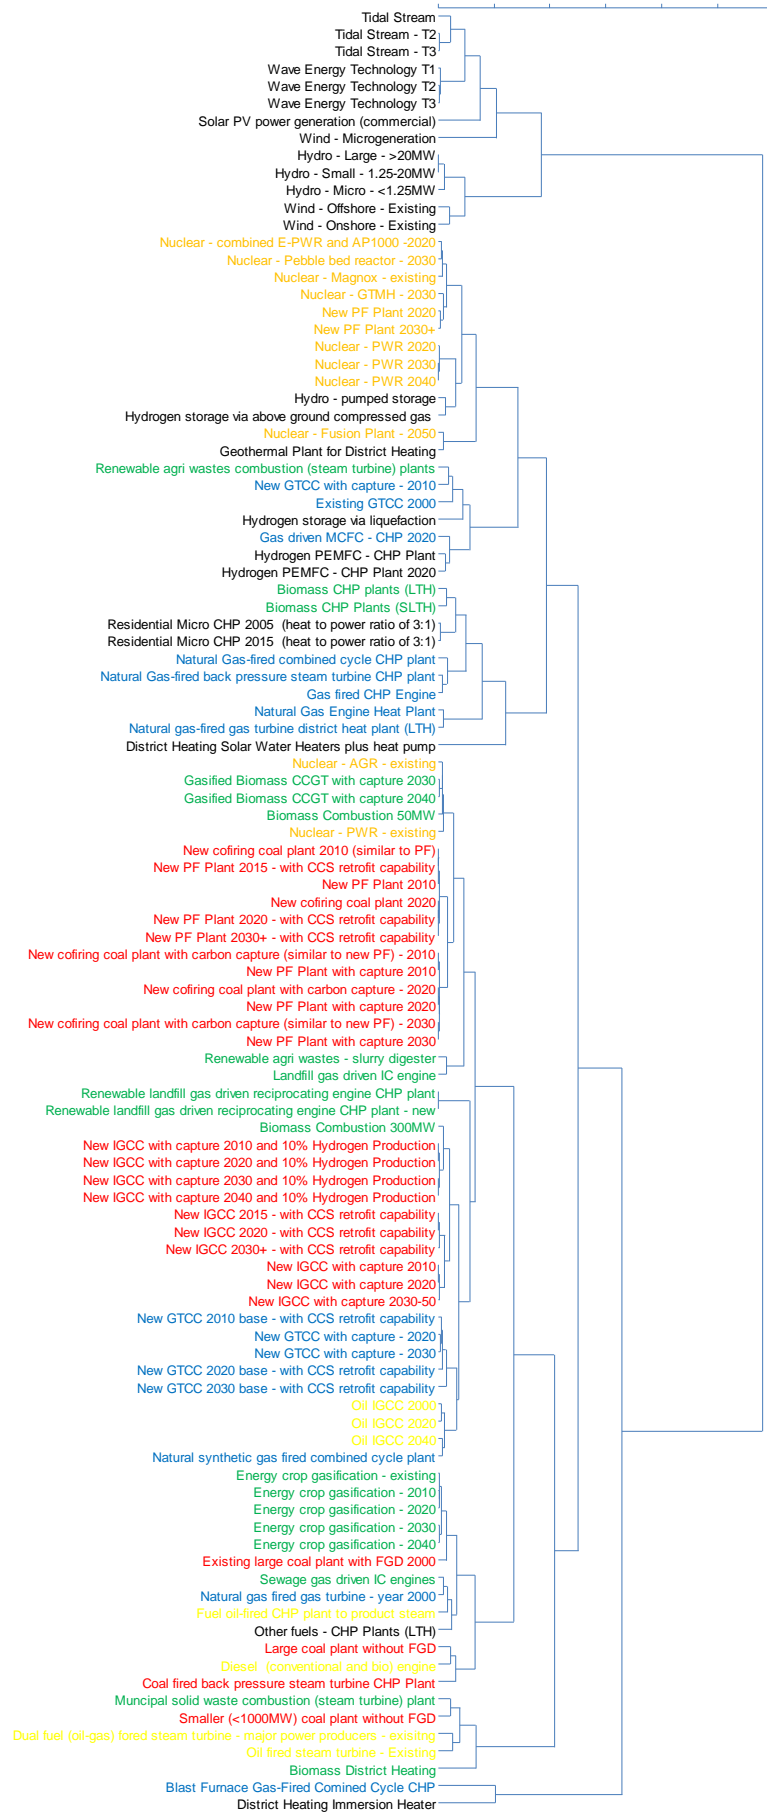 Tidal Stream
Tidal Stream - T2
Tidal Stream - T3
Wave Energy Technology T1
Wave Energy Technology T2
Wave Energy Technology T3
Solar PV power generation (commercial)
Wind - Microgeneration
Hydro - Large - >20MW
Hydro - Small - 1.25-20MW
Hydro - Micro - <1.25MW
Wind - Offshore - Existing
Wind - Onshore - Existing
Nuclear - combined E-PWR and AP1000 -2020
Nuclear - Pebble bed reactor - 2030
Nuclear - Magnox - existing
Nuclear - GTMH - 2030
New PF Plant 2020
New PF Plant 2030+
Nuclear - PWR 2020
Nuclear - PWR 2030
Nuclear - PWR 2040
Hydro - pumped storage
Hydrogen storage via above ground compressed gas
Nuclear - Fusion Plant - 2050
Geothermal Plant for District Heating
Renewable agri wastes combustion (steam turbine) plants
New GTCC with capture - 2010
Existing GTCC 2000
Hydrogen storage via liquefaction
Gas driven MCFC - CHP 2020
Hydrogen PEMFC - CHP Plant
Hydrogen PEMFC - CHP Plant 2020
Biomass CHP plants (LTH)
Biomass CHP Plants (SLTH)
Residential Micro CHP 2005 (heat to power ratio of 3:1)
Residential Micro CHP 2015 (heat to power ratio of 3:1)
Natural Gas-fired combined cycle CHP plant
Natural Gas-fired back pressure steam turbine CHP plant
Gas fired CHP Engine
Natural Gas Engine Heat Plant
Natural gas-fired gas turbine district heat plant (LTH)
District Heating Solar Water Heaters plus heat pump
Nuclear - AGR - existing
Gasified Biomass CCGT with capture 2030
Gasified Biomass CCGT with capture 2040
Biomass Combustion 50MW
Nuclear - PWR - existing
New cofiring coal plant 2010 (similar to PF)
New PF Plant 2015 - with CCS retrofit capability
New PF Plant 2010
New cofiring coal plant 2020
New PF Plant 2020 - with CCS retrofit capability
New PF Plant 2030+ - with CCS retrofit capability
New cofiring coal plant with carbon capture (similar to new PF) - 2010
New PF Plant with capture 2010
New cofiring coal plant with carbon capture - 2020
New PF Plant with capture 2020
New cofiring coal plant with carbon capture (similar to new PF) - 2030
New PF Plant with capture 2030
Renewable agri wastes - slurry digester
Landfill gas driven IC engine
Renewable landfill gas driven reciprocating engine CHP plant
Renewable landfill gas driven reciprocating engine CHP plant - new
Biomass Combustion 300MW
New IGCC with capture 2010 and 10% Hydrogen Production
New IGCC with capture 2020 and 10% Hydrogen Production
New IGCC with capture 2030 and 10% Hydrogen Production
New IGCC with capture 2040 and 10% Hydrogen Production
New IGCC 2015 - with CCS retrofit capability
New IGCC 2020 - with CCS retrofit capability
New IGCC 2030+ - with CCS retrofit capability
New IGCC with capture 2010
New IGCC with capture 2020
New IGCC with capture 2030-50
New GTCC 2010 base - with CCS retrofit capability
New GTCC with capture - 2020
New GTCC with capture - 2030
New GTCC 2020 base - with CCS retrofit capability
New GTCC 2030 base - with CCS retrofit capability
Oil IGCC 2000
Oil IGCC 2020
Oil IGCC 2040
Natural synthetic gas fired combined cycle plant
Energy crop gasification - existing
Energy crop gasification - 2010
Energy crop gasification - 2020
Energy crop gasification - 2030
Energy crop gasification - 2040
Existing large coal plant with FGD 2000
Sewage gas driven IC engines
Natural gas fired gas turbine - year 2000
Fuel oil-fired CHP plant to product steam
Other fuels - CHP Plants (LTH)
Large coal plant without FGD
Diesel (conventional and bio) engine
Coal fired back pressure steam turbine CHP Plant
Muncipal solid waste combustion (steam turbine) plant
Smaller (<1000MW) coal plant without FGD
Dual fuel (oil-gas) fored steam turbine - major power producers - exisitng
Oil fired steam turbine - Existing
Biomass District Heating
Blast Furnace Gas-Fired Comined Cycle CHP
District Heating Immersion Heater